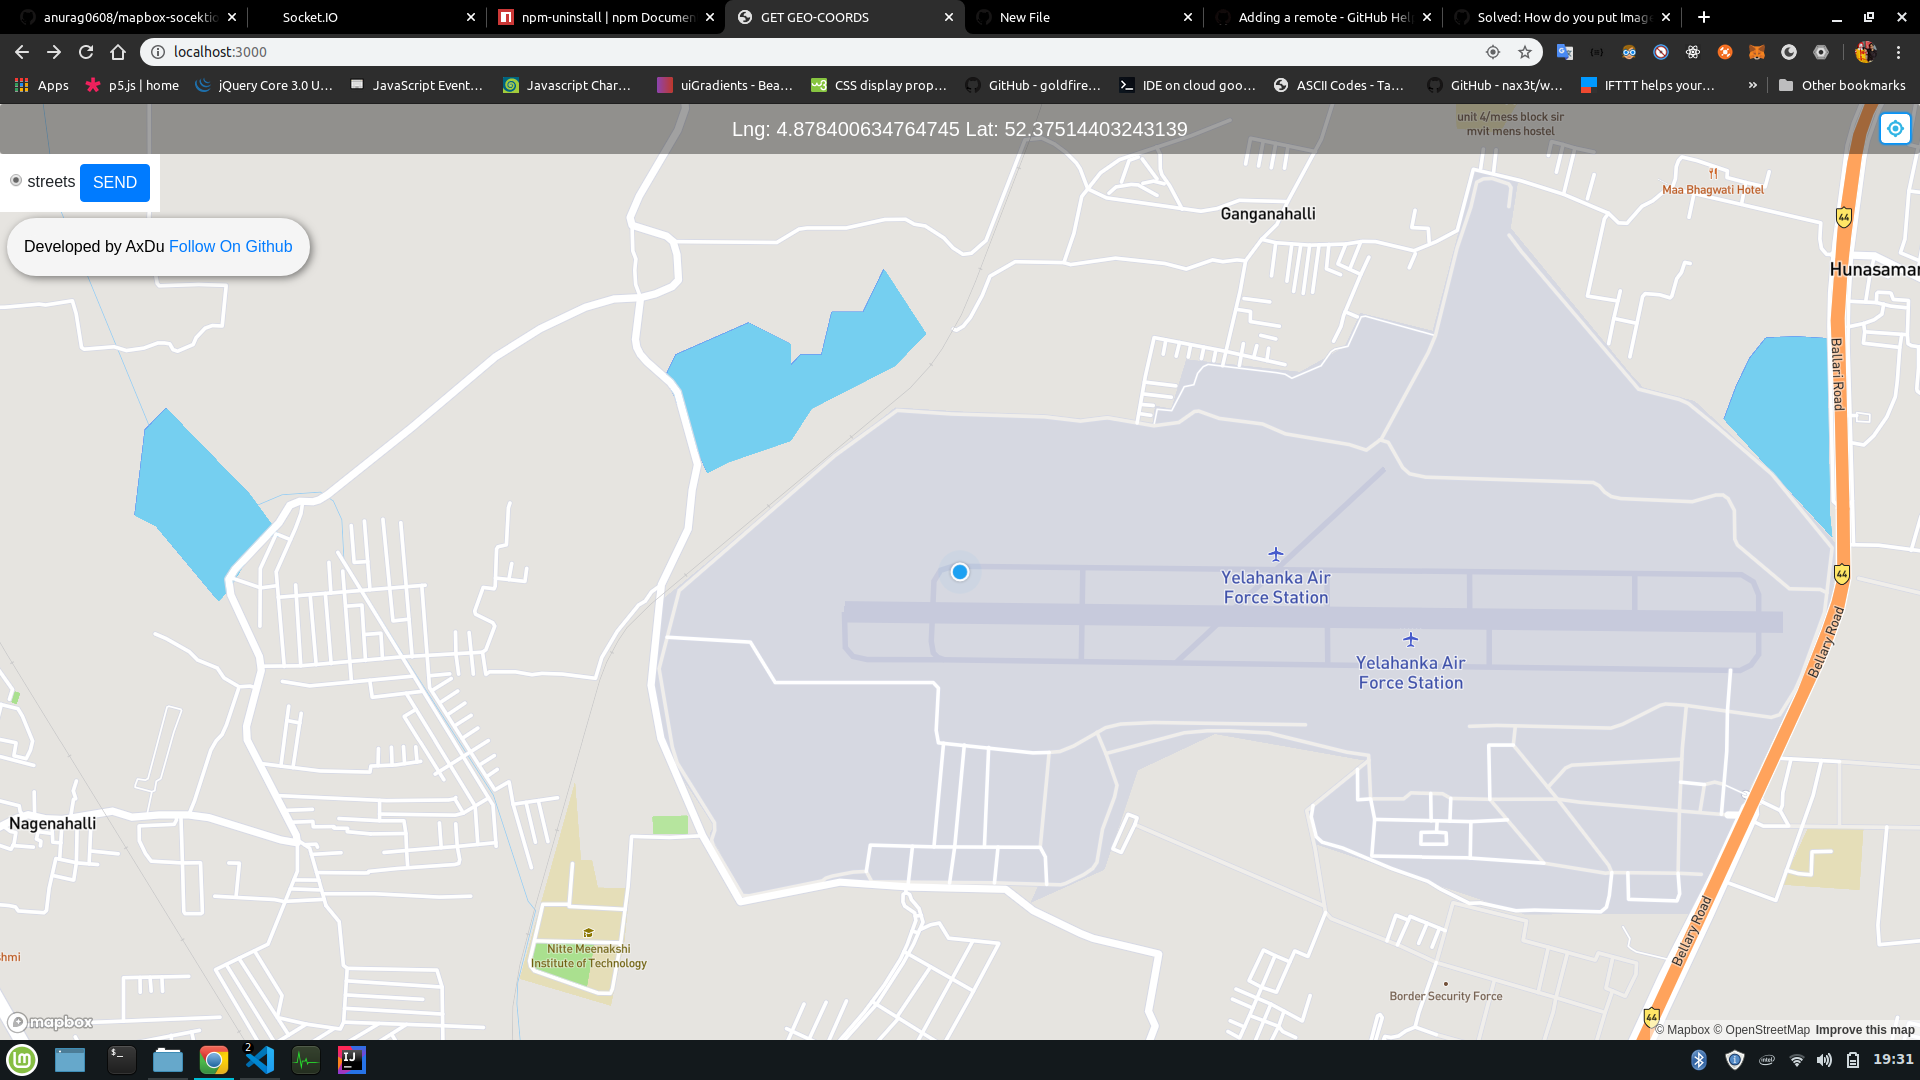 anurag0608/mapbox-socektio
Socket.IO
npm-uninstall | npm Documen
GET GEO-COORDS
New File
Adding a remote - GitHub Help
Solved: How do you put Image
localhost:3000
Apps
p5.js | home
jQuery Core 3.0 U...
JavaScript Event...
Javascript Char...
uiGradients - Bea...
CSS display prop...
GitHub - goldfire...
IDE on cloud goo...
ASCII Codes - Ta...
GitHub - nax3t/w...
IFTTT helps your...
»
Other bookmarks
Lng: 4.878400634764745 Lat: 52.37514403243139
unit 4/mess block sir
mvit mens hostel
streets SEND
Developed by AxDu Follow On Github
Maa Bhagwati Hotel
Ganganahalli
44
Hunasamar
Ballari Road
Yelahanka Air
Force Station
44
Yelahanka Air
Force Station
Bellary Road
Nagenahalli
Nitte Meenakshi
Institute of Technology
Bellary Road
shmi
Border Security Force
44
mapbox
© Mapbox © OpenStreetMap Improve this map
2
19:31